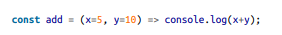 const add = (x=5, y=10) => console.log(x+y);